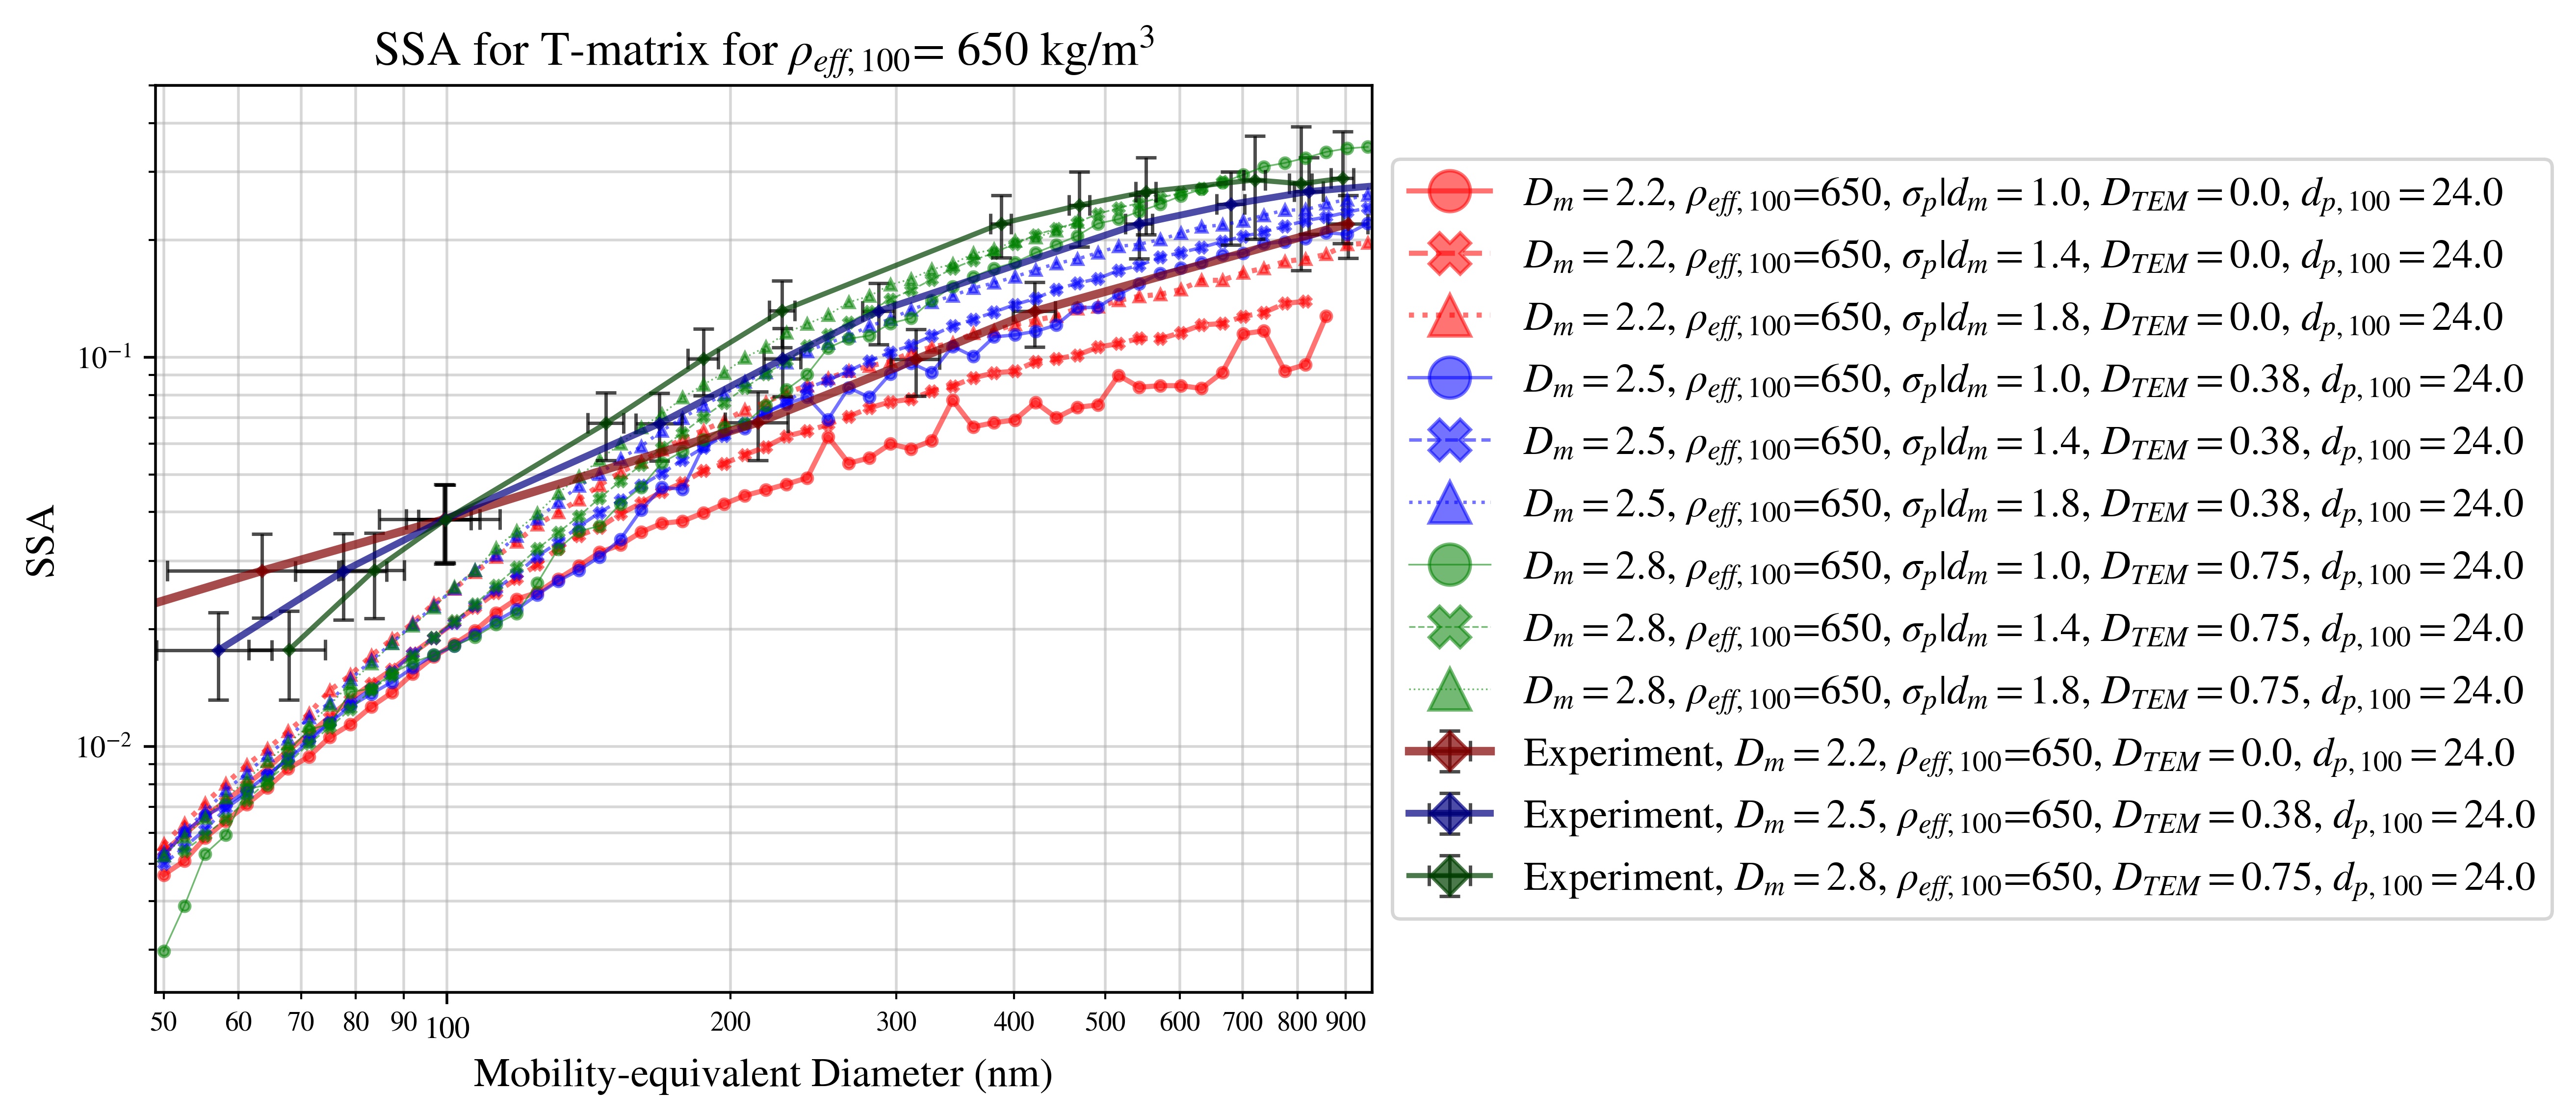 SSA for T-matrix for ρeff,100= 650 kg/m³
SSA
10⁻¹
10⁻²
50 60 70 80 90 100 200 300 400 500 600 700 800 900
Mobility-equivalent Diameter (nm)
Dm = 2.2, ρeff,100=650, σp|dm = 1.0, DTEM = 0.0, dp,100 = 24.0
Dm = 2.2, ρeff,100=650, σp|dm = 1.4, DTEM = 0.0, dp,100 = 24.0
Dm = 2.2, ρeff,100=650, σp|dm = 1.8, DTEM = 0.0, dp,100 = 24.0
Dm = 2.5, ρeff,100=650, σp|dm = 1.0, DTEM = 0.38, dp,100 = 24.0
Dm = 2.5, ρeff,100=650, σp|dm = 1.4, DTEM = 0.38, dp,100 = 24.0
Dm = 2.5, ρeff,100=650, σp|dm = 1.8, DTEM = 0.38, dp,100 = 24.0
Dm = 2.8, ρeff,100=650, σp|dm = 1.0, DTEM = 0.75, dp,100 = 24.0
Dm = 2.8, ρeff,100=650, σp|dm = 1.4, DTEM = 0.75, dp,100 = 24.0
Dm = 2.8, ρeff,100=650, σp|dm = 1.8, DTEM = 0.75, dp,100 = 24.0
Experiment, Dm = 2.2, ρeff,100=650, DTEM = 0.0, dp,100 = 24.0
Experiment, Dm = 2.5, ρeff,100=650, DTEM = 0.38, dp,100 = 24.0
Experiment, Dm = 2.8, ρeff,100=650, DTEM = 0.75, dp,100 = 24.0